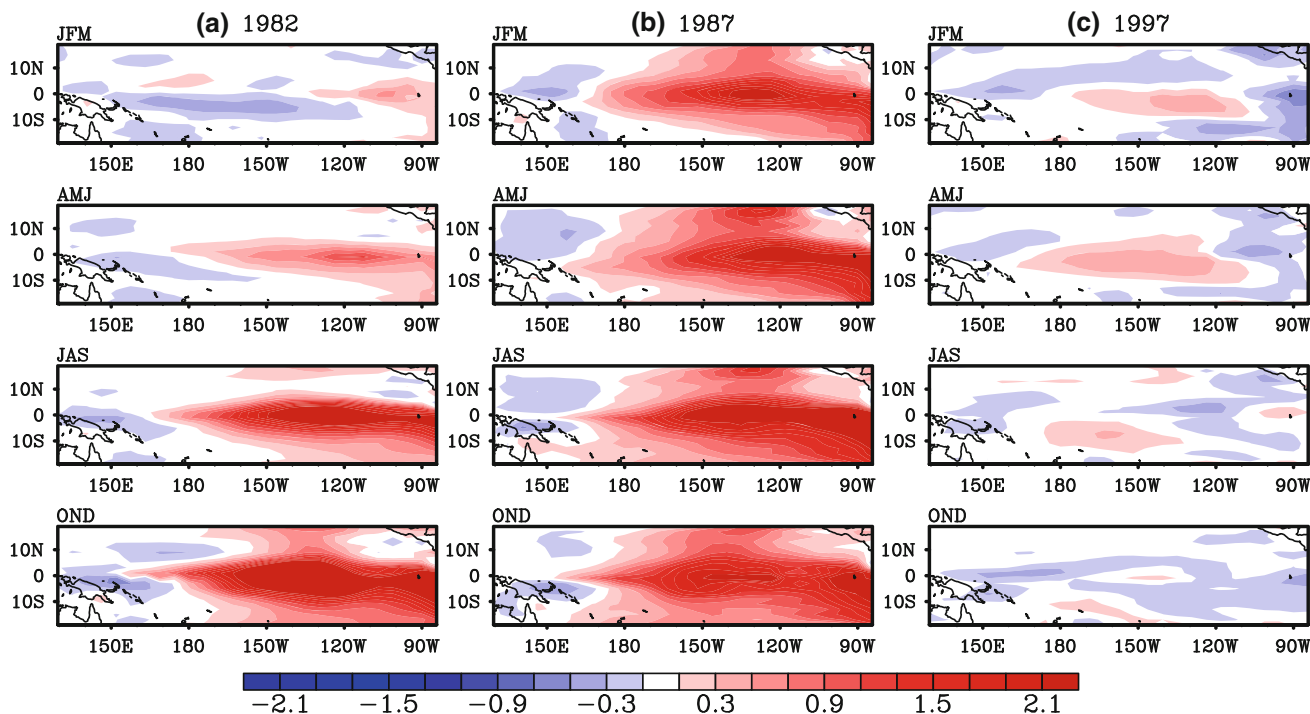 (a) 1982 (b) 1987 (c) 1997
JFM JFM JFM
10N 10N 10N
0 0 0
10S 10S 10S
150E 180 150W 120W 90W 150E 180 150W 120W 90W 150E 180 150W 120W 90W
AMJ AMJ AMJ
10N 10N 10N
0 0 0
10S 10S 10S
150E 180 150W 120W 90W 150E 180 150W 120W 90W 150E 180 150W 120W 90W
JAS JAS JAS
10N 10N 10N
0 0 0
10S 10S 10S
150E 180 150W 120W 90W 150E 180 150W 120W 90W 150E 180 150W 120W 90W
OND OND OND
10N 10N 10N
0 0 0
10S 10S 10S
150E 180 150W 120W 90W 150E 180 150W 120W 90W 150E 180 150W 120W 90W
−2.1 −1.5 −0.9 −0.3 0.3 0.9 1.5 2.1